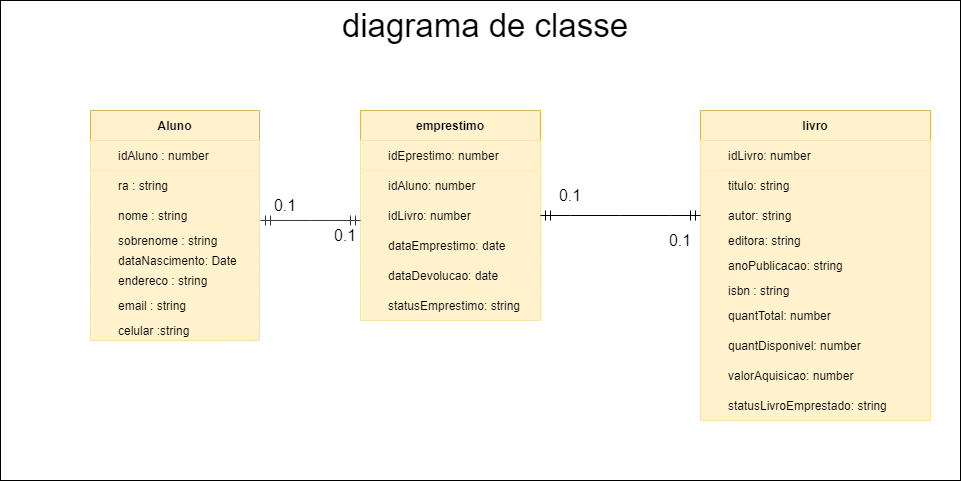 diagrama de classe
Aluno
idAluno : number
ra : string
nome : string
sobrenome : string
dataNascimento: Date
endereco : string
email : string
celular :string
0.1
0.1
emprestimo
idEprestimo: number
idAluno: number
idLivro: number
dataEmprestimo: date
dataDevolucao: date
statusEmprestimo: string
0.1
0.1
livro
idLivro: number
titulo: string
autor: string
editora: string
anoPublicacao: string
isbn : string
quantTotal: number
quantDisponivel: number
valorAquisicao: number
statusLivroEmprestado: string